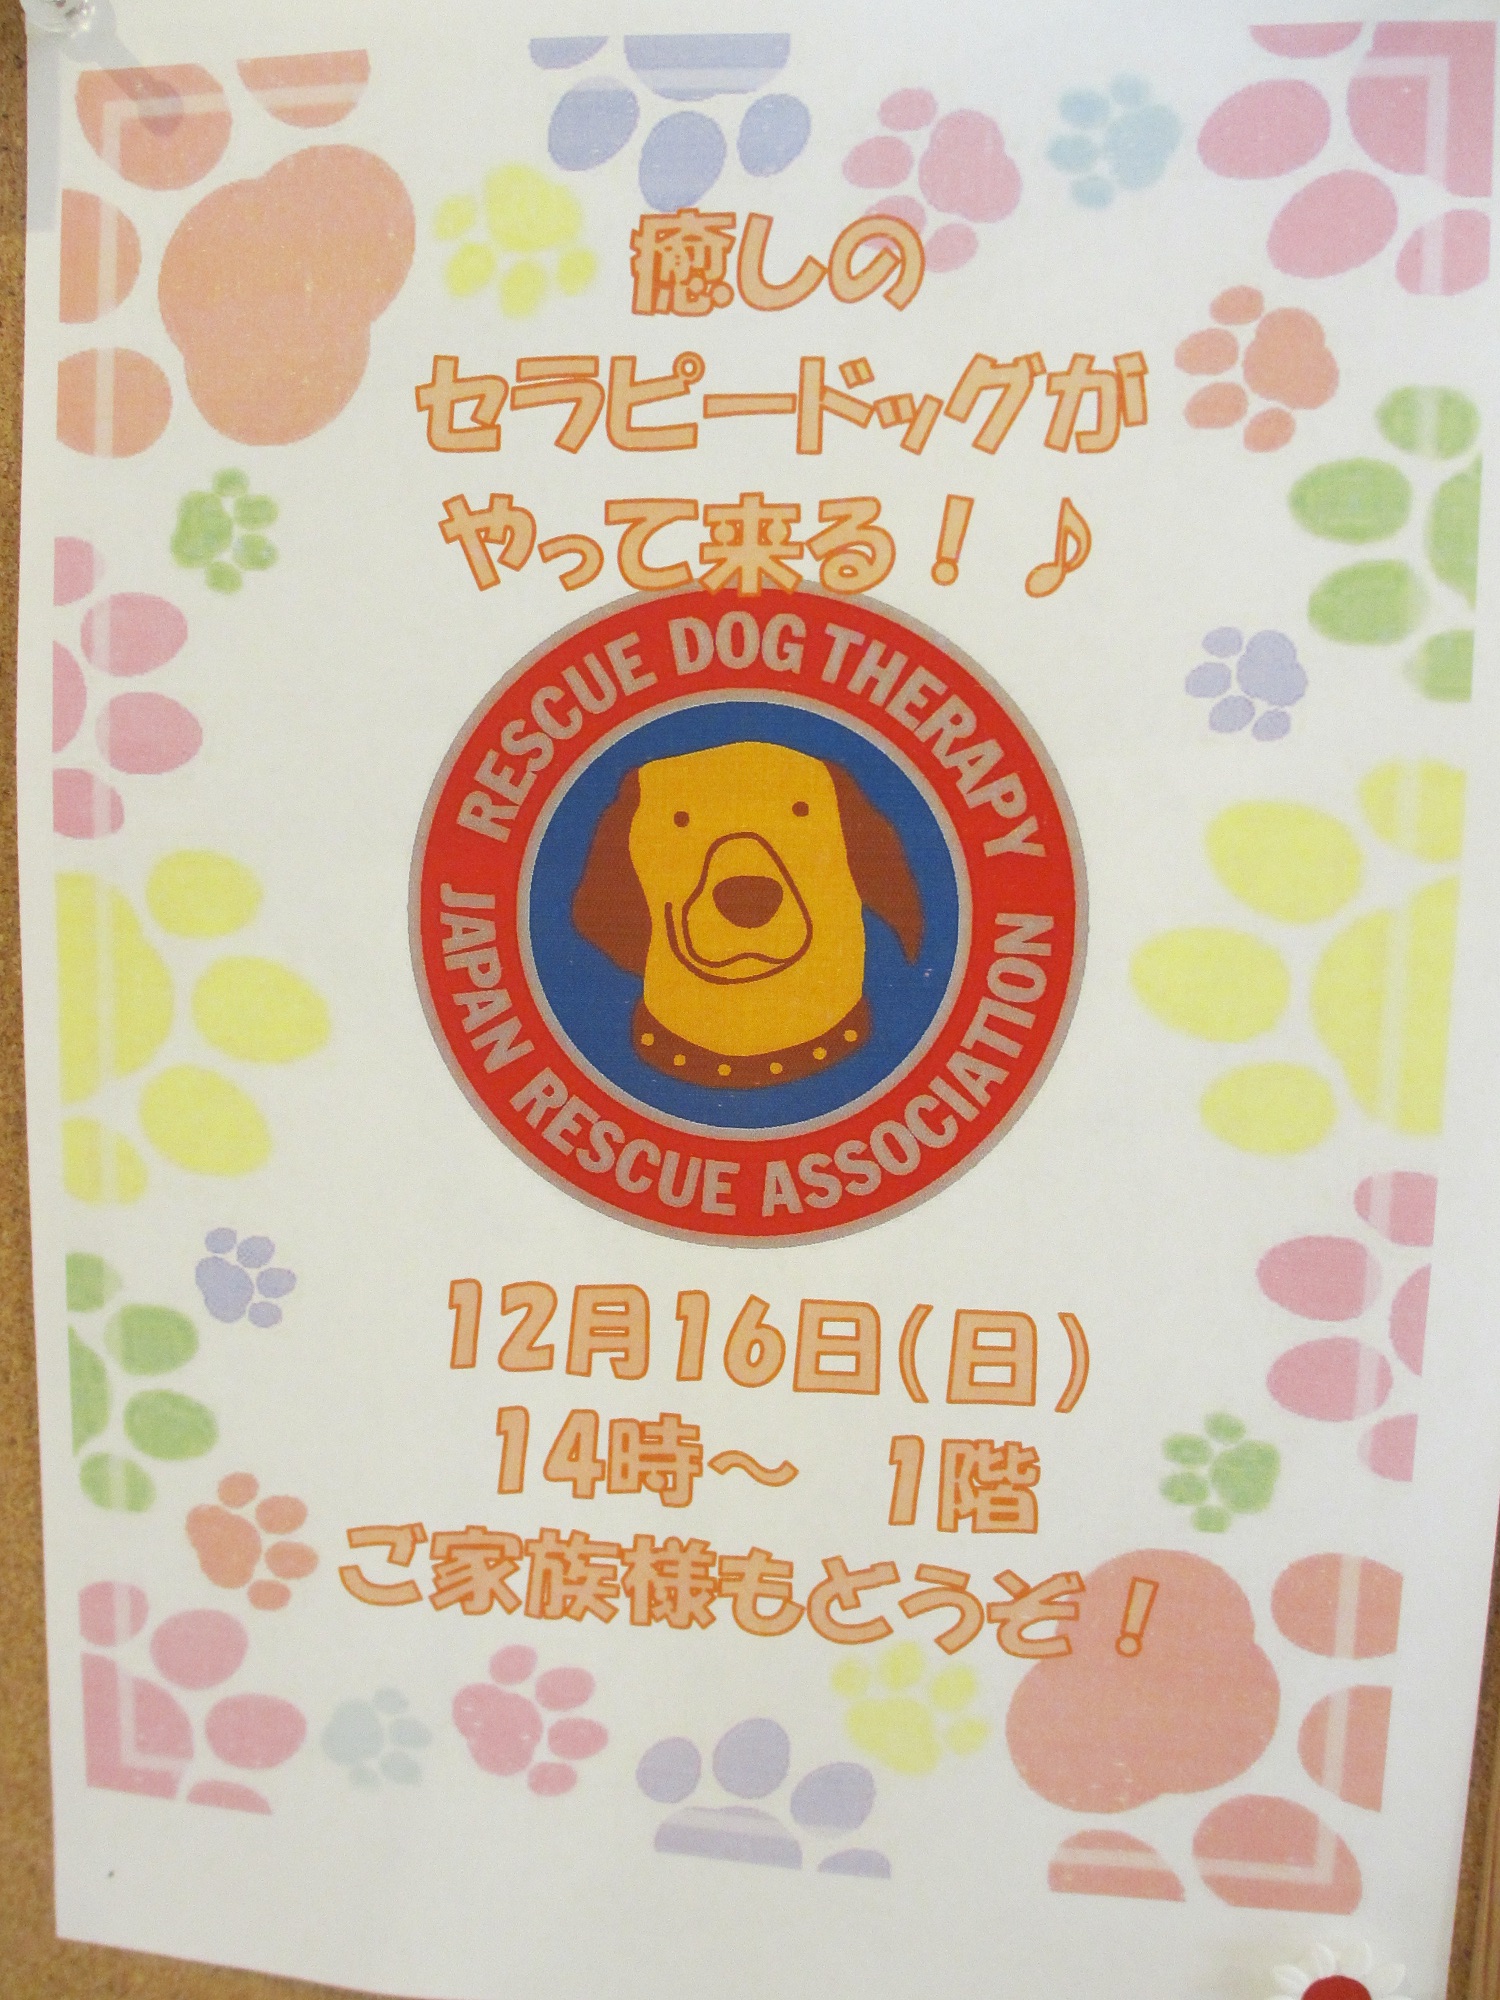 癒しの
セラピードッグが
やって来る！♪
RESCUE DOG THERAPY
JAPAN RESCUE ASSOCIATION
12月16日(日)
14時～　1階
ご家族様もどうぞ！